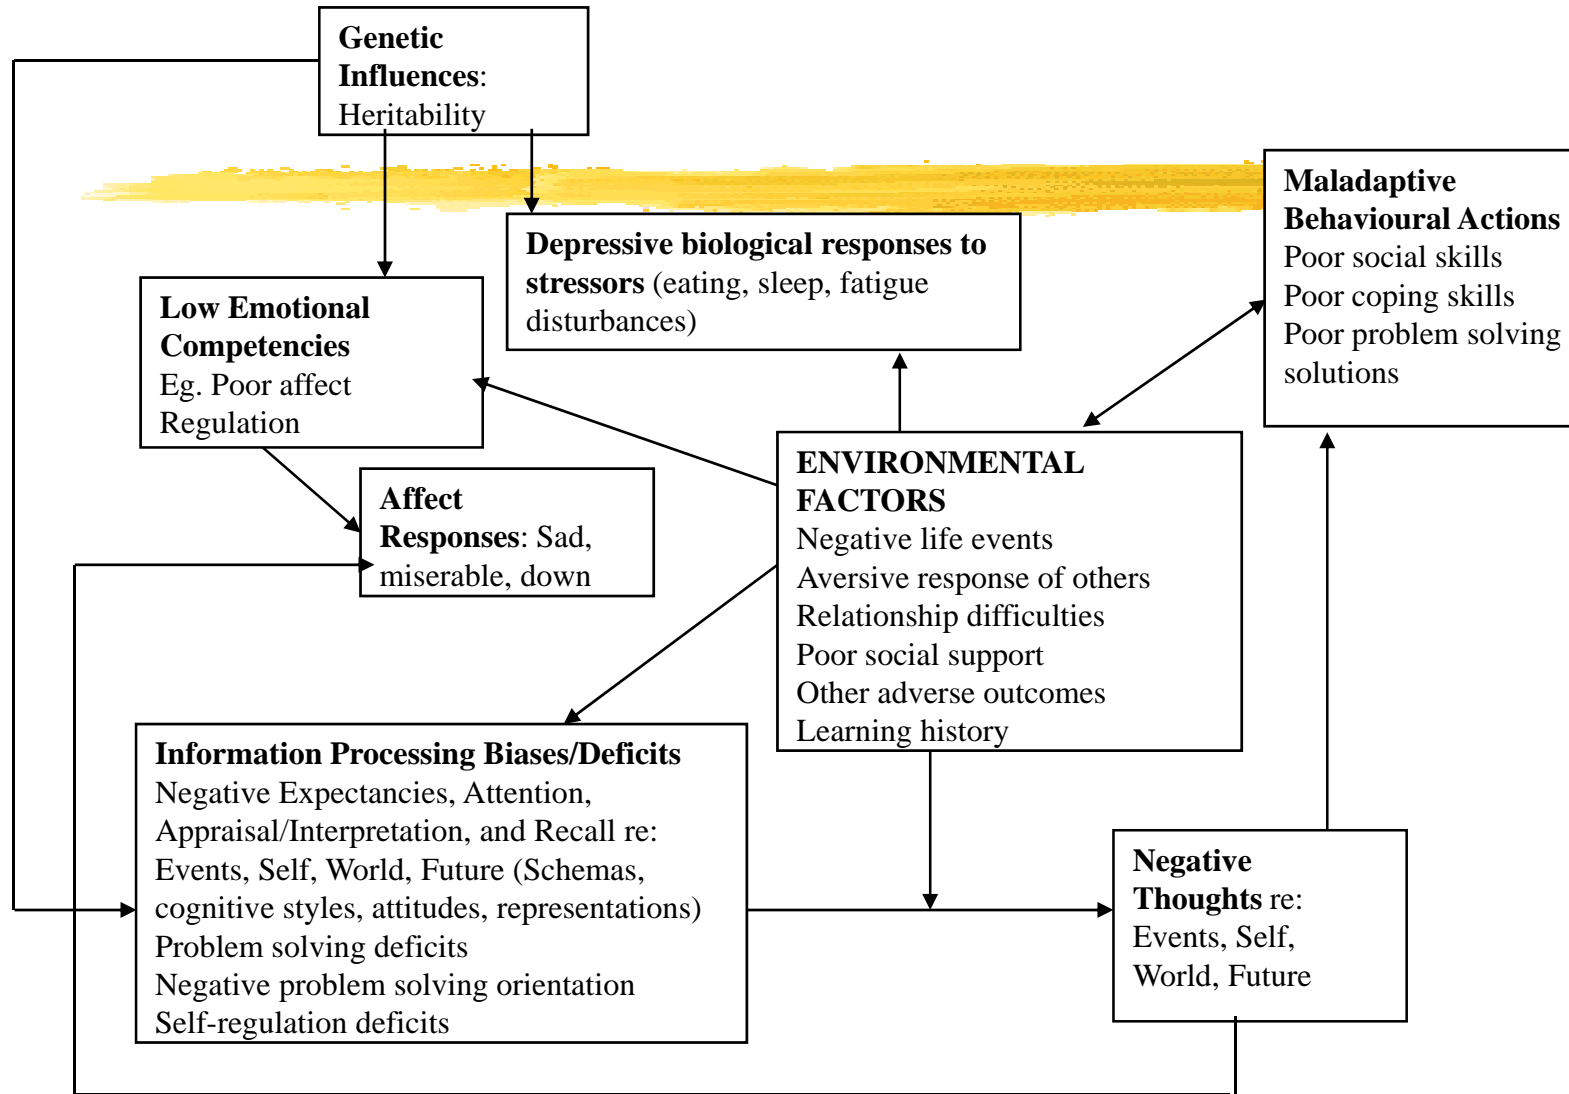 Genetic
Influences:
Heritability
Maladaptive
Behavioural Actions
Poor social skills
Poor coping skills
Poor problem solving
solutions
Depressive biological responses to
stressors (eating, sleep, fatigue
disturbances)
Low Emotional
Competencies
Eg. Poor affect
Regulation
Affect
Responses: Sad,
miserable, down
ENVIRONMENTAL
FACTORS
Negative life events
Aversive response of others
Relationship difficulties
Poor social support
Other adverse outcomes
Learning history
Information Processing Biases/Deficits
Negative Expectancies, Attention,
Appraisal/Interpretation, and Recall re:
Events, Self, World, Future (Schemas,
cognitive styles, attitudes, representations)
Problem solving deficits
Negative problem solving orientation
Self-regulation deficits
Negative
Thoughts re:
Events, Self,
World, Future